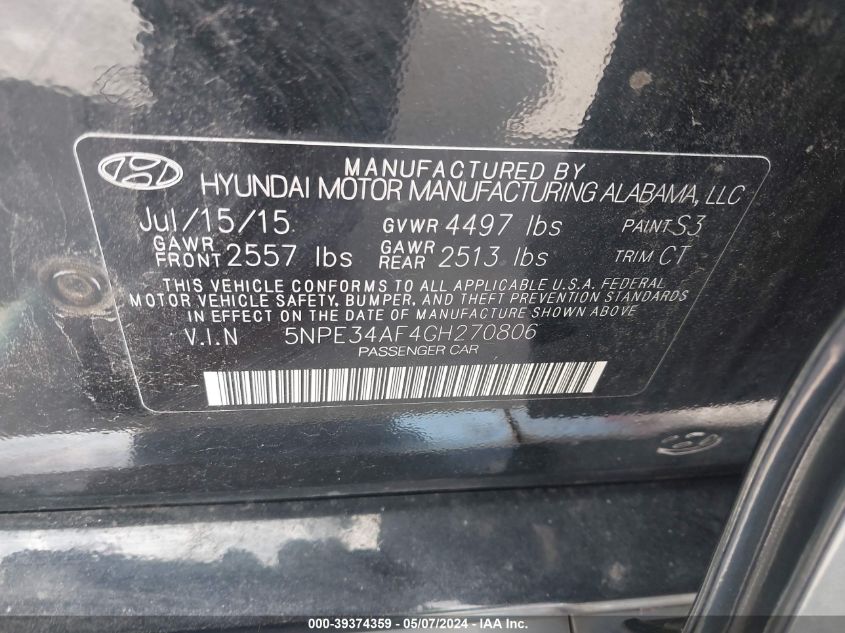 MANUFACTURED BY
HYUNDAI MOTOR MANUFACTURING ALABAMA, LLC
Jul/15/15 GVWR 4497 lbs PAINT S3
GAWR FRONT 2557 lbs GAWR REAR 2513 lbs TRIM CT
THIS VEHICLE CONFORMS TO ALL APPLICABLE U.S.A. FEDERAL
MOTOR VEHICLE SAFETY, BUMPER, AND THEFT PREVENTION STANDARDS
IN EFFECT ON THE DATE OF MANUFACTURE SHOWN ABOVE
V.I.N 5NPE34AF4GH270806
PASSENGER CAR
000-39374359 — 05/07/2024 — IAA Inc.